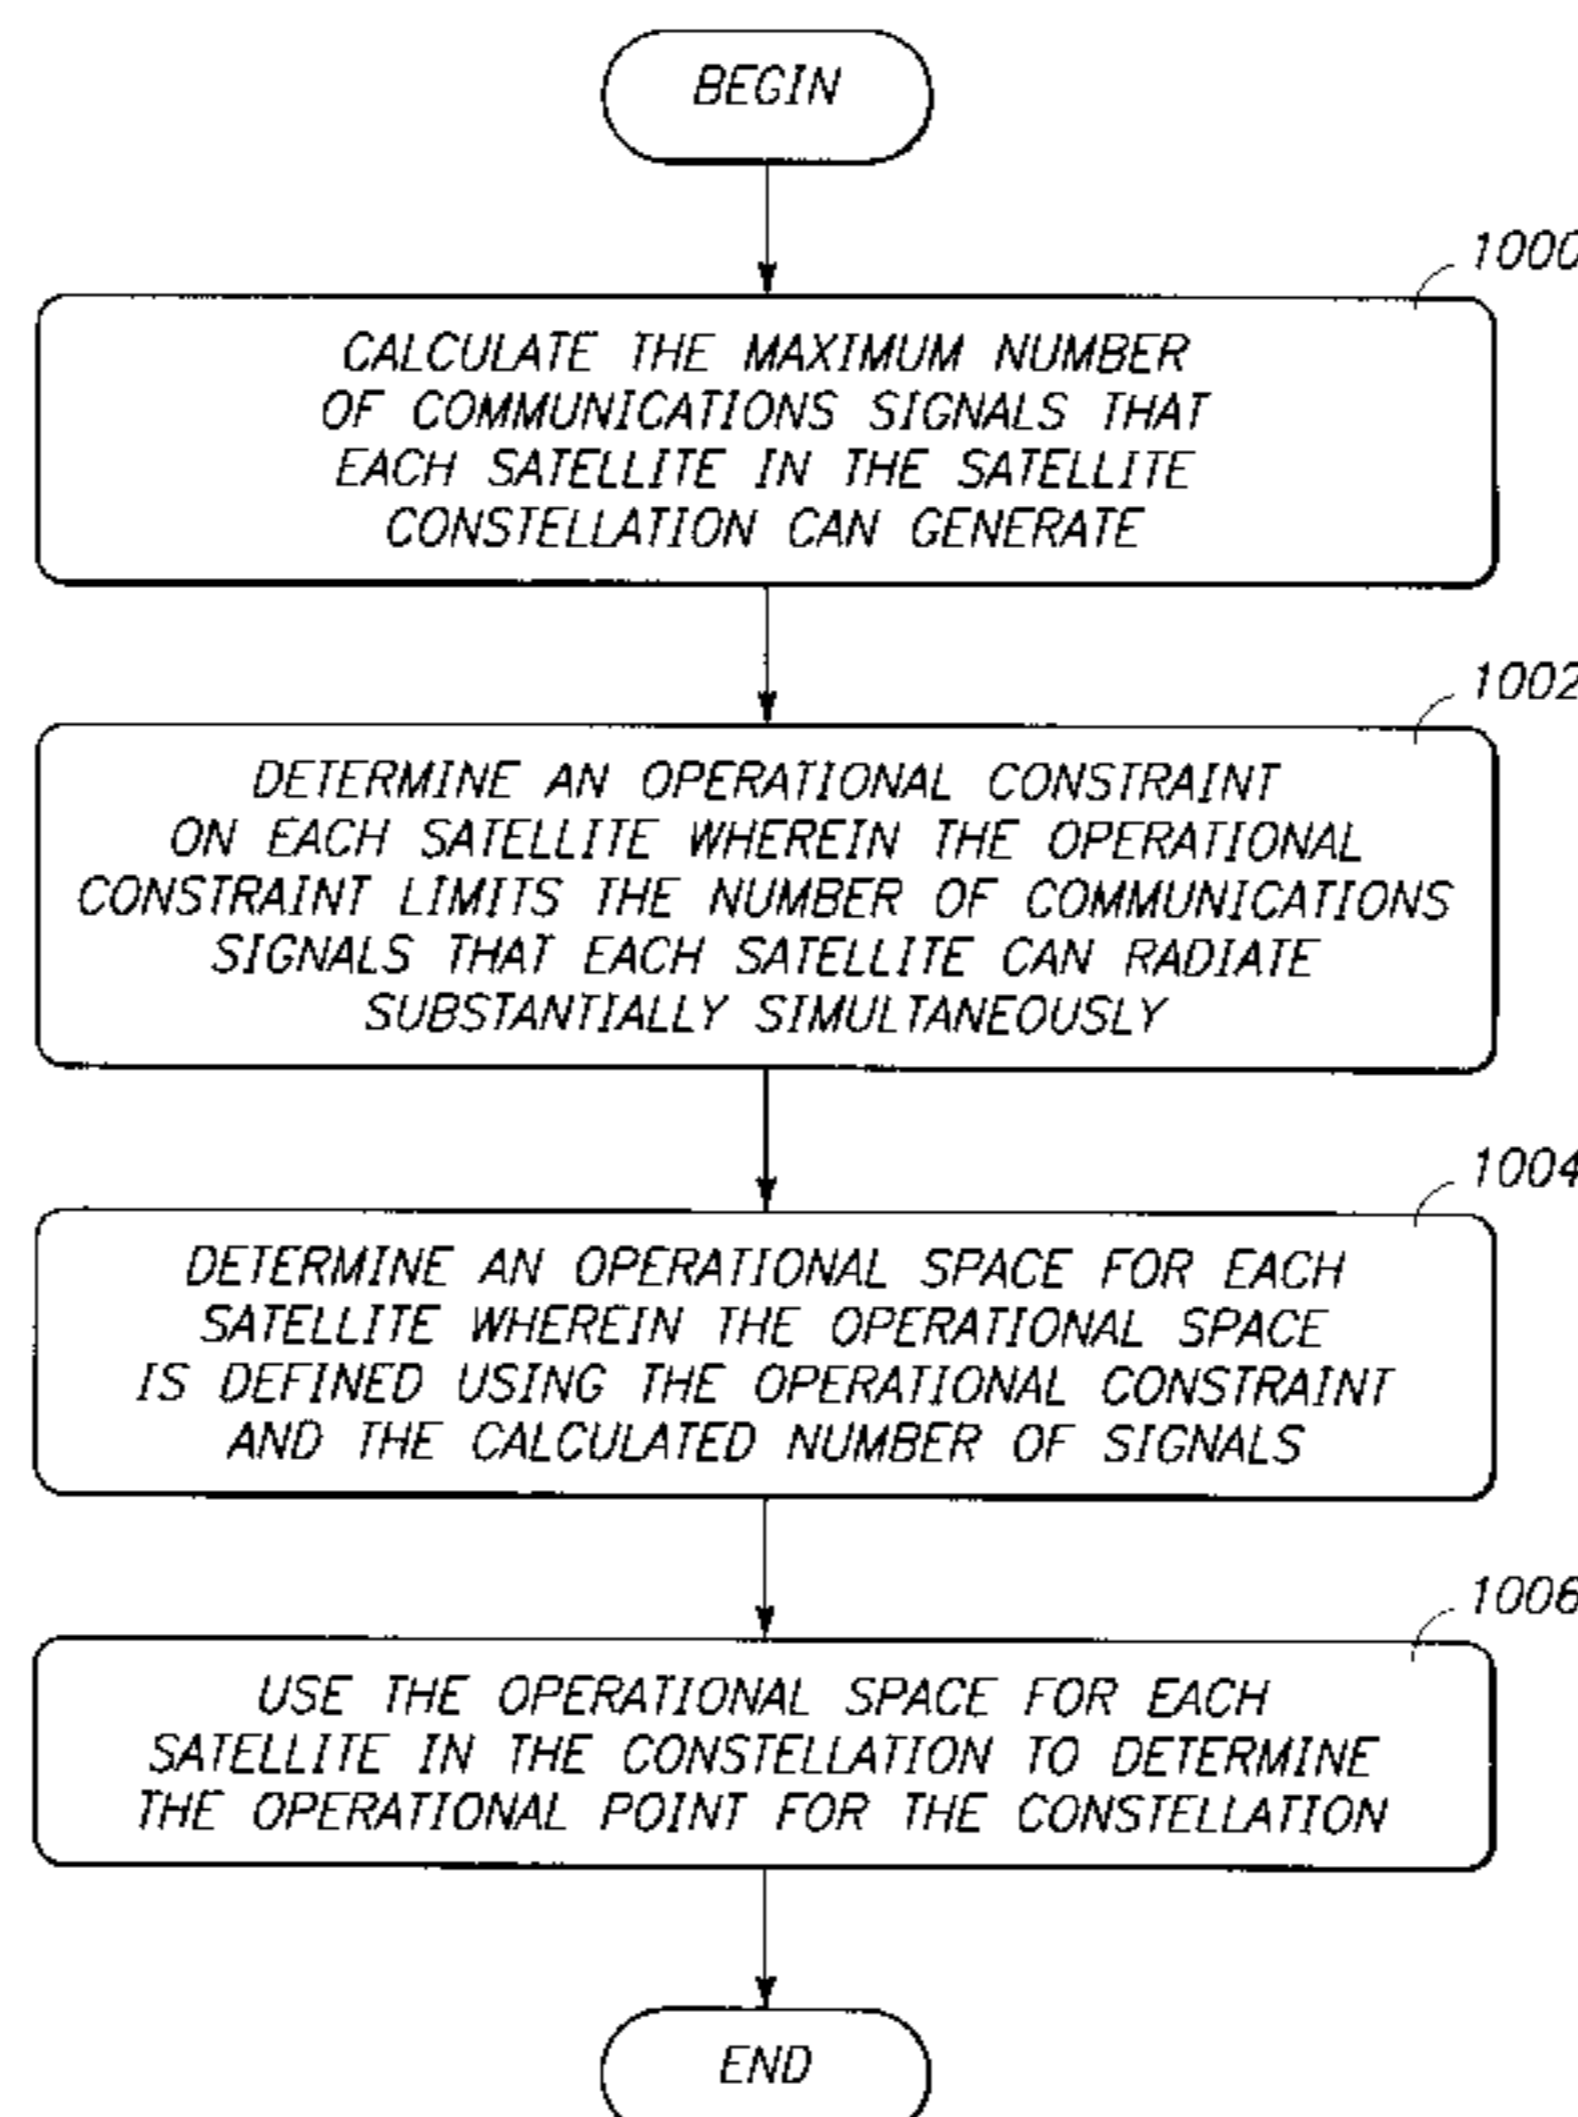 BEGIN
1000
CALCULATE THE MAXIMUM NUMBER
OF COMMUNICATIONS SIGNALS THAT
EACH SATELLITE IN THE SATELLITE
CONSTELLATION CAN GENERATE
1002
DETERMINE AN OPERATIONAL CONSTRAINT
ON EACH SATELLITE WHEREIN THE OPERATIONAL
CONSTRAINT LIMITS THE NUMBER OF COMMUNICATIONS
SIGNALS THAT EACH SATELLITE CAN RADIATE
SUBSTANTIALLY SIMULTANEOUSLY
1004
DETERMINE AN OPERATIONAL SPACE FOR EACH
SATELLITE WHEREIN THE OPERATIONAL SPACE
IS DEFINED USING THE OPERATIONAL CONSTRAINT
AND THE CALCULATED NUMBER OF SIGNALS
1006
USE THE OPERATIONAL SPACE FOR EACH
SATELLITE IN THE CONSTELLATION TO DETERMINE
THE OPERATIONAL POINT FOR THE CONSTELLATION
END